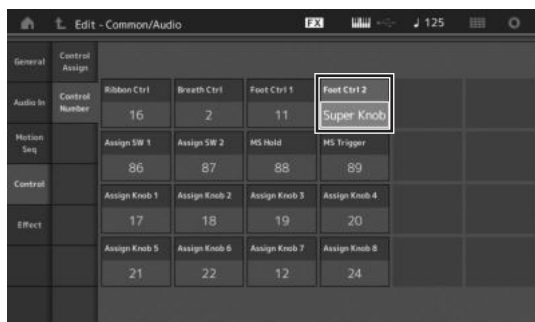 Edit - Common/Audio FX 125
General Control Assign
Audio In Control Number
Motion Seq
Control
Effect
Ribbon Ctrl Breath Ctrl Foot Ctrl 1 Foot Ctrl 2
16 2 11 Super Knob
Assign SW 1 Assign SW 2 MS Hold MS Trigger
86 87 88 89
Assign Knob 1 Assign Knob 2 Assign Knob 3 Assign Knob 4
17 18 19 20
Assign Knob 5 Assign Knob 6 Assign Knob 7 Assign Knob 8
21 22 12 24